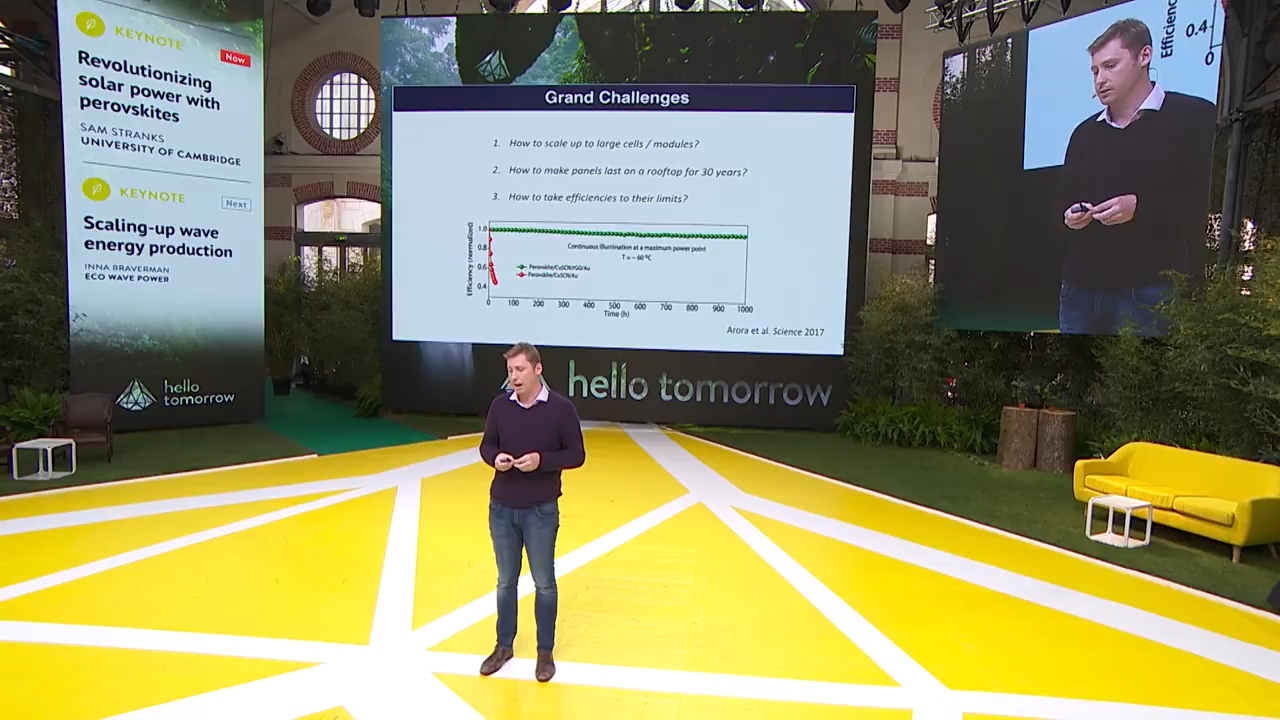 KEYNOTE
Now
Revolutionizing
solar power with
perovskites
SAM STRANKS
UNIVERSITY OF CAMBRIDGE
KEYNOTE
Next
Scaling-up wave
energy production
INNA BRAVERMAN
ECO WAVE POWER
hello
tomorrow
Grand Challenges
1. How to scale up to large cells / modules?
2. How to make panels last on a rooftop for 30 years?
3. How to take efficiencies to their limits?
Efficiency (normalized)
1.0
0.8
0.6
0.4
Continuous illumination at a maximum power point
T = ~ 60 °C
Perovskite/CuSCN/rGO/Au
Perovskite/CuSCN/Au
0 100 200 300 400 500 600 700 800 900 1000
Time (h)
Arora et al. Science 2017
hello tomorrow
Efficienc
0.4
0